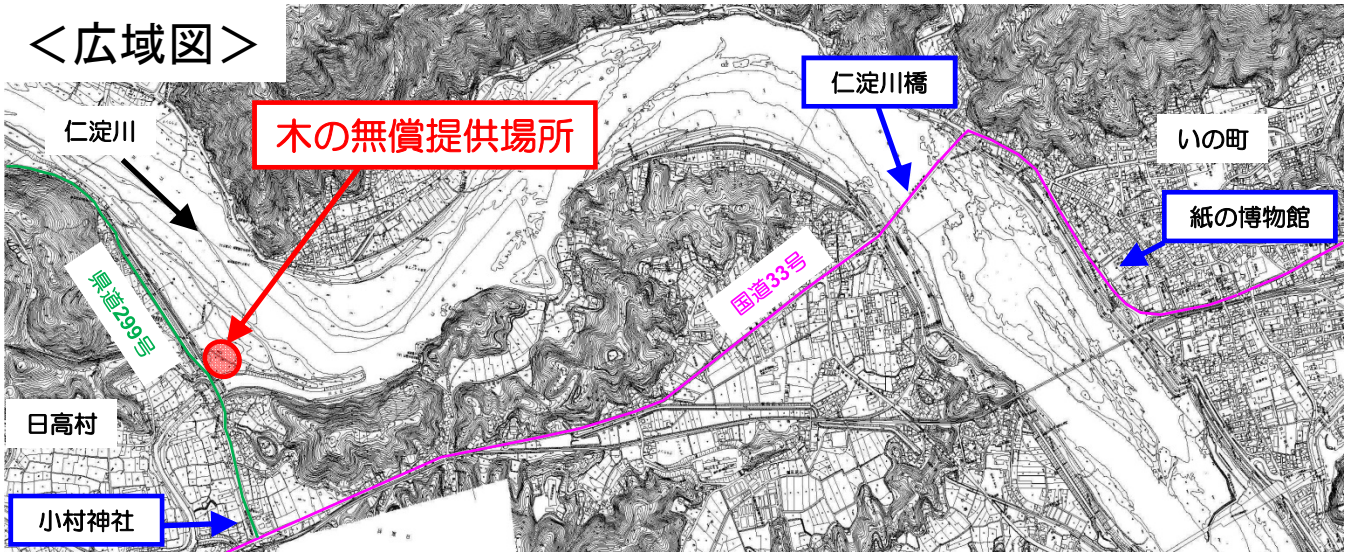 <広域図>
仁淀川
木の無償提供場所
仁淀川橋
いの町
紙の博物館
県道299号
国道33号
日高村
小村神社